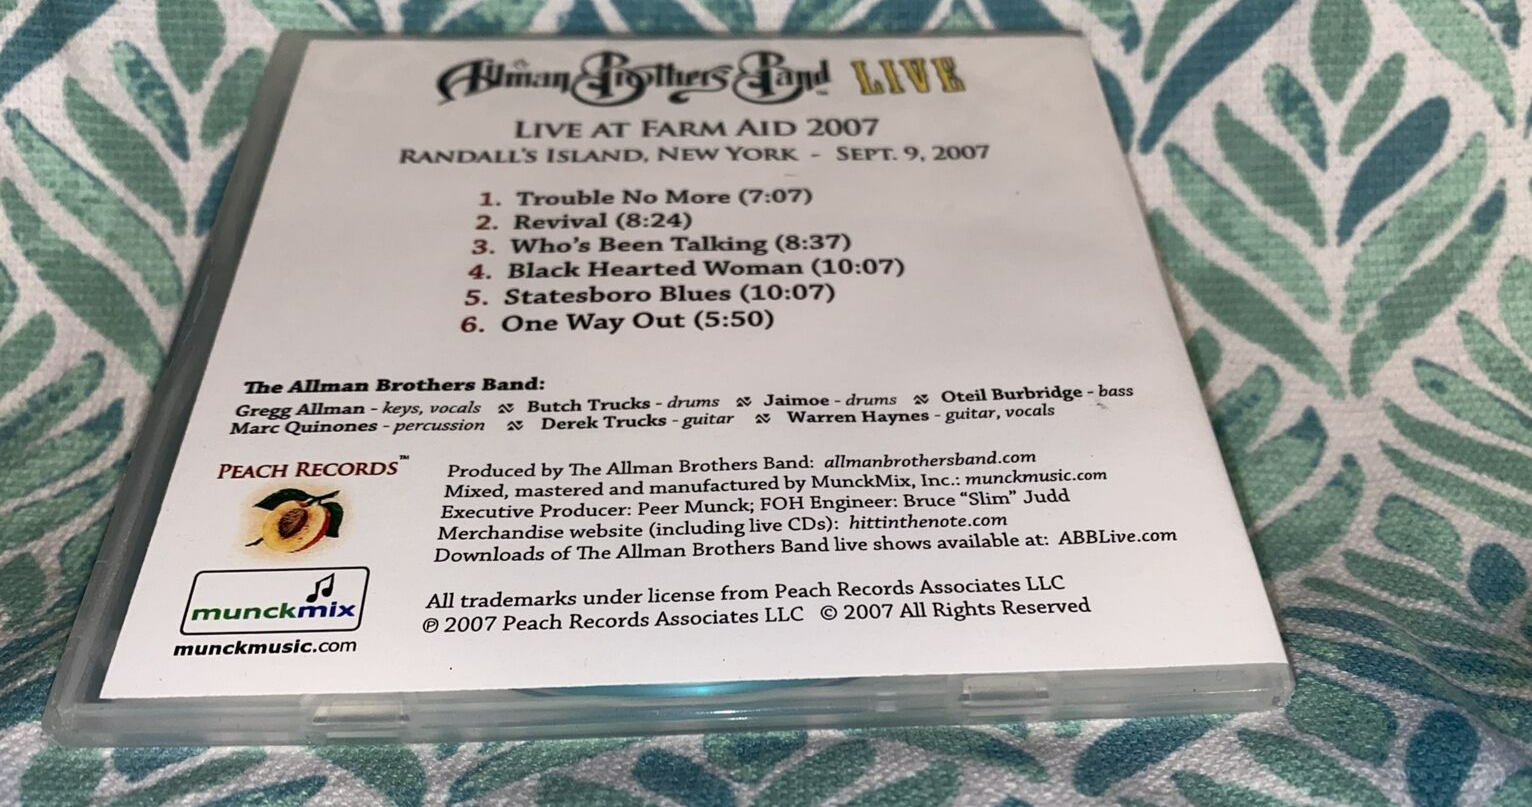 Allman Brothers Band LIVE
LIVE AT FARM AID 2007
RANDALL'S ISLAND, NEW YORK - SEPT. 9, 2007
1. Trouble No More (7:07)
2. Revival (8:24)
3. Who's Been Talking (8:37)
4. Black Hearted Woman (10:07)
5. Statesboro Blues (10:07)
6. One Way Out (5:50)
The Allman Brothers Band:
Gregg Allman - keys, vocals Butch Trucks - drums Jaimoe - drums Oteil Burbridge - bass
Marc Quinones - percussion Derek Trucks - guitar Warren Haynes - guitar, vocals
PEACH RECORDS™
Produced by The Allman Brothers Band: allmanbrothersband.com
Mixed, mastered and manufactured by MunckMix, Inc.: munckmusic.com
Executive Producer: Peer Munck; FOH Engineer: Bruce "Slim" Judd
Merchandise website (including live CDs): hittinthenote.com
Downloads of The Allman Brothers Band live shows available at: ABBLive.com
munckmix
munckmusic.com
All trademarks under license from Peach Records Associates LLC
℗ 2007 Peach Records Associates LLC © 2007 All Rights Reserved